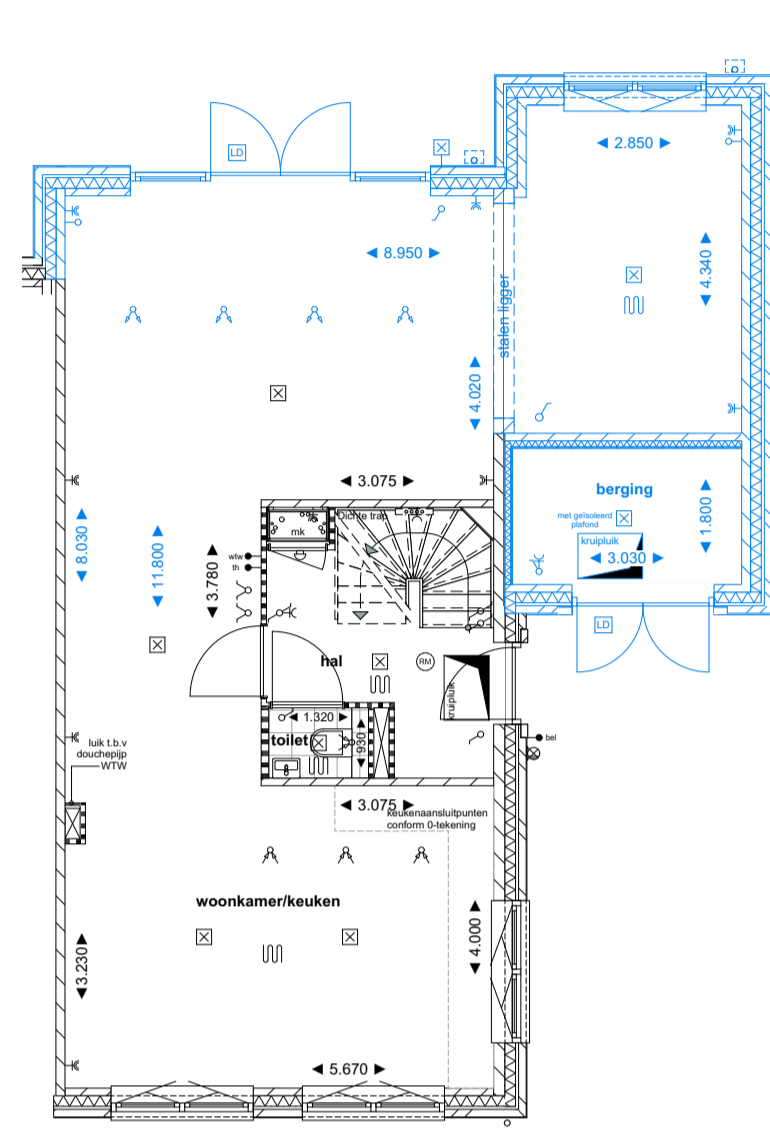 LD
2.850
8.950
4.340
stalen ligger
4.020
3.075
berging
met geïsoleerd
plafond
1.800
kruipluik
3.030
Dichte trap
mk
8.030
11.800
3.780
wtw
th
LD
hal
RM
kruipluik
1.320
toilet
930
bel
luik t.b.v
douchepijp
WTW
3.075
keukenaansluitpunten
conform 0-tekening
woonkamer/keuken
4.000
3.230
5.670